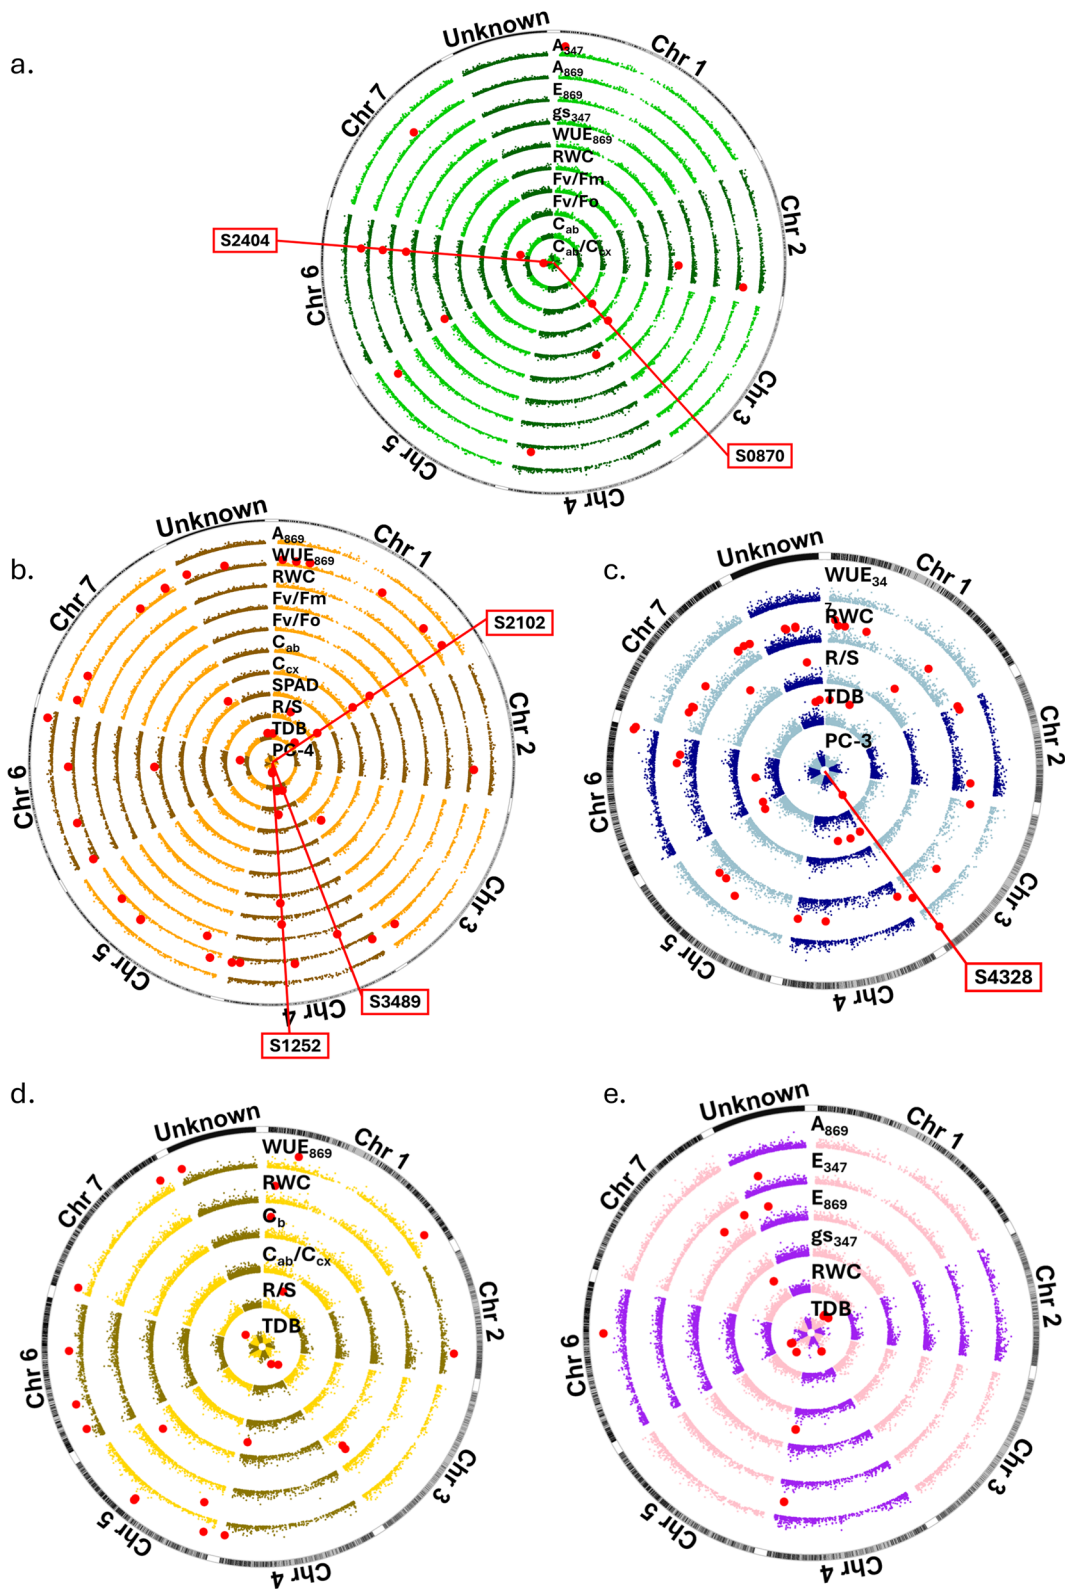 a.
Unknown
Chr 1
Chr 2
Chr 3
Chr 4
Chr 5
Chr 6
Chr 7
A347
A869
E869
gs347
WUE869
RWC
Fv/Fm
Fv/Fo
Cab
Cab/Ccx
S2404
S0870
b.
Unknown
Chr 1
Chr 2
Chr 3
Chr 4
Chr 5
Chr 6
Chr 7
A869
WUE869
RWC
Fv/Fm
Fv/Fo
Cab
Ccx
SPAD
R/S
TDB
PC-4
S2102
S3489
S1252
c.
Unknown
Chr 1
Chr 2
Chr 3
Chr 4
Chr 5
Chr 6
Chr 7
WUE34
7
RWC
R/S
TDB
PC-3
S4328
d.
Unknown
Chr 1
Chr 2
Chr 3
Chr 4
Chr 5
Chr 6
Chr 7
WUE869
RWC
Cb
Cab/Ccx
R/S
TDB
e.
Unknown
Chr 1
Chr 2
Chr 3
Chr 4
Chr 5
Chr 6
Chr 7
A869
E347
E869
gs347
RWC
TDB